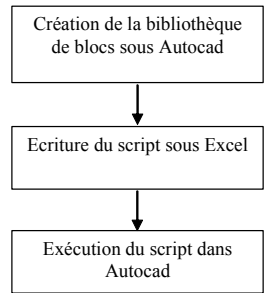 Création de la bibliothèque
de blocs sous Autocad
Ecriture du script sous Excel
Exécution du script dans
Autocad